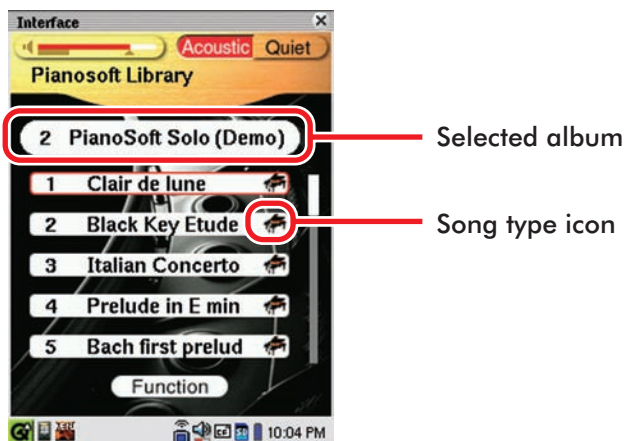 Interface
Acoustic Quiet
Pianosoft Library
2 PianoSoft Solo (Demo)
Selected album
1 Clair de lune
2 Black Key Etude
Song type icon
3 Italian Concerto
4 Prelude in E min
5 Bach first prelud
Function
10:04 PM